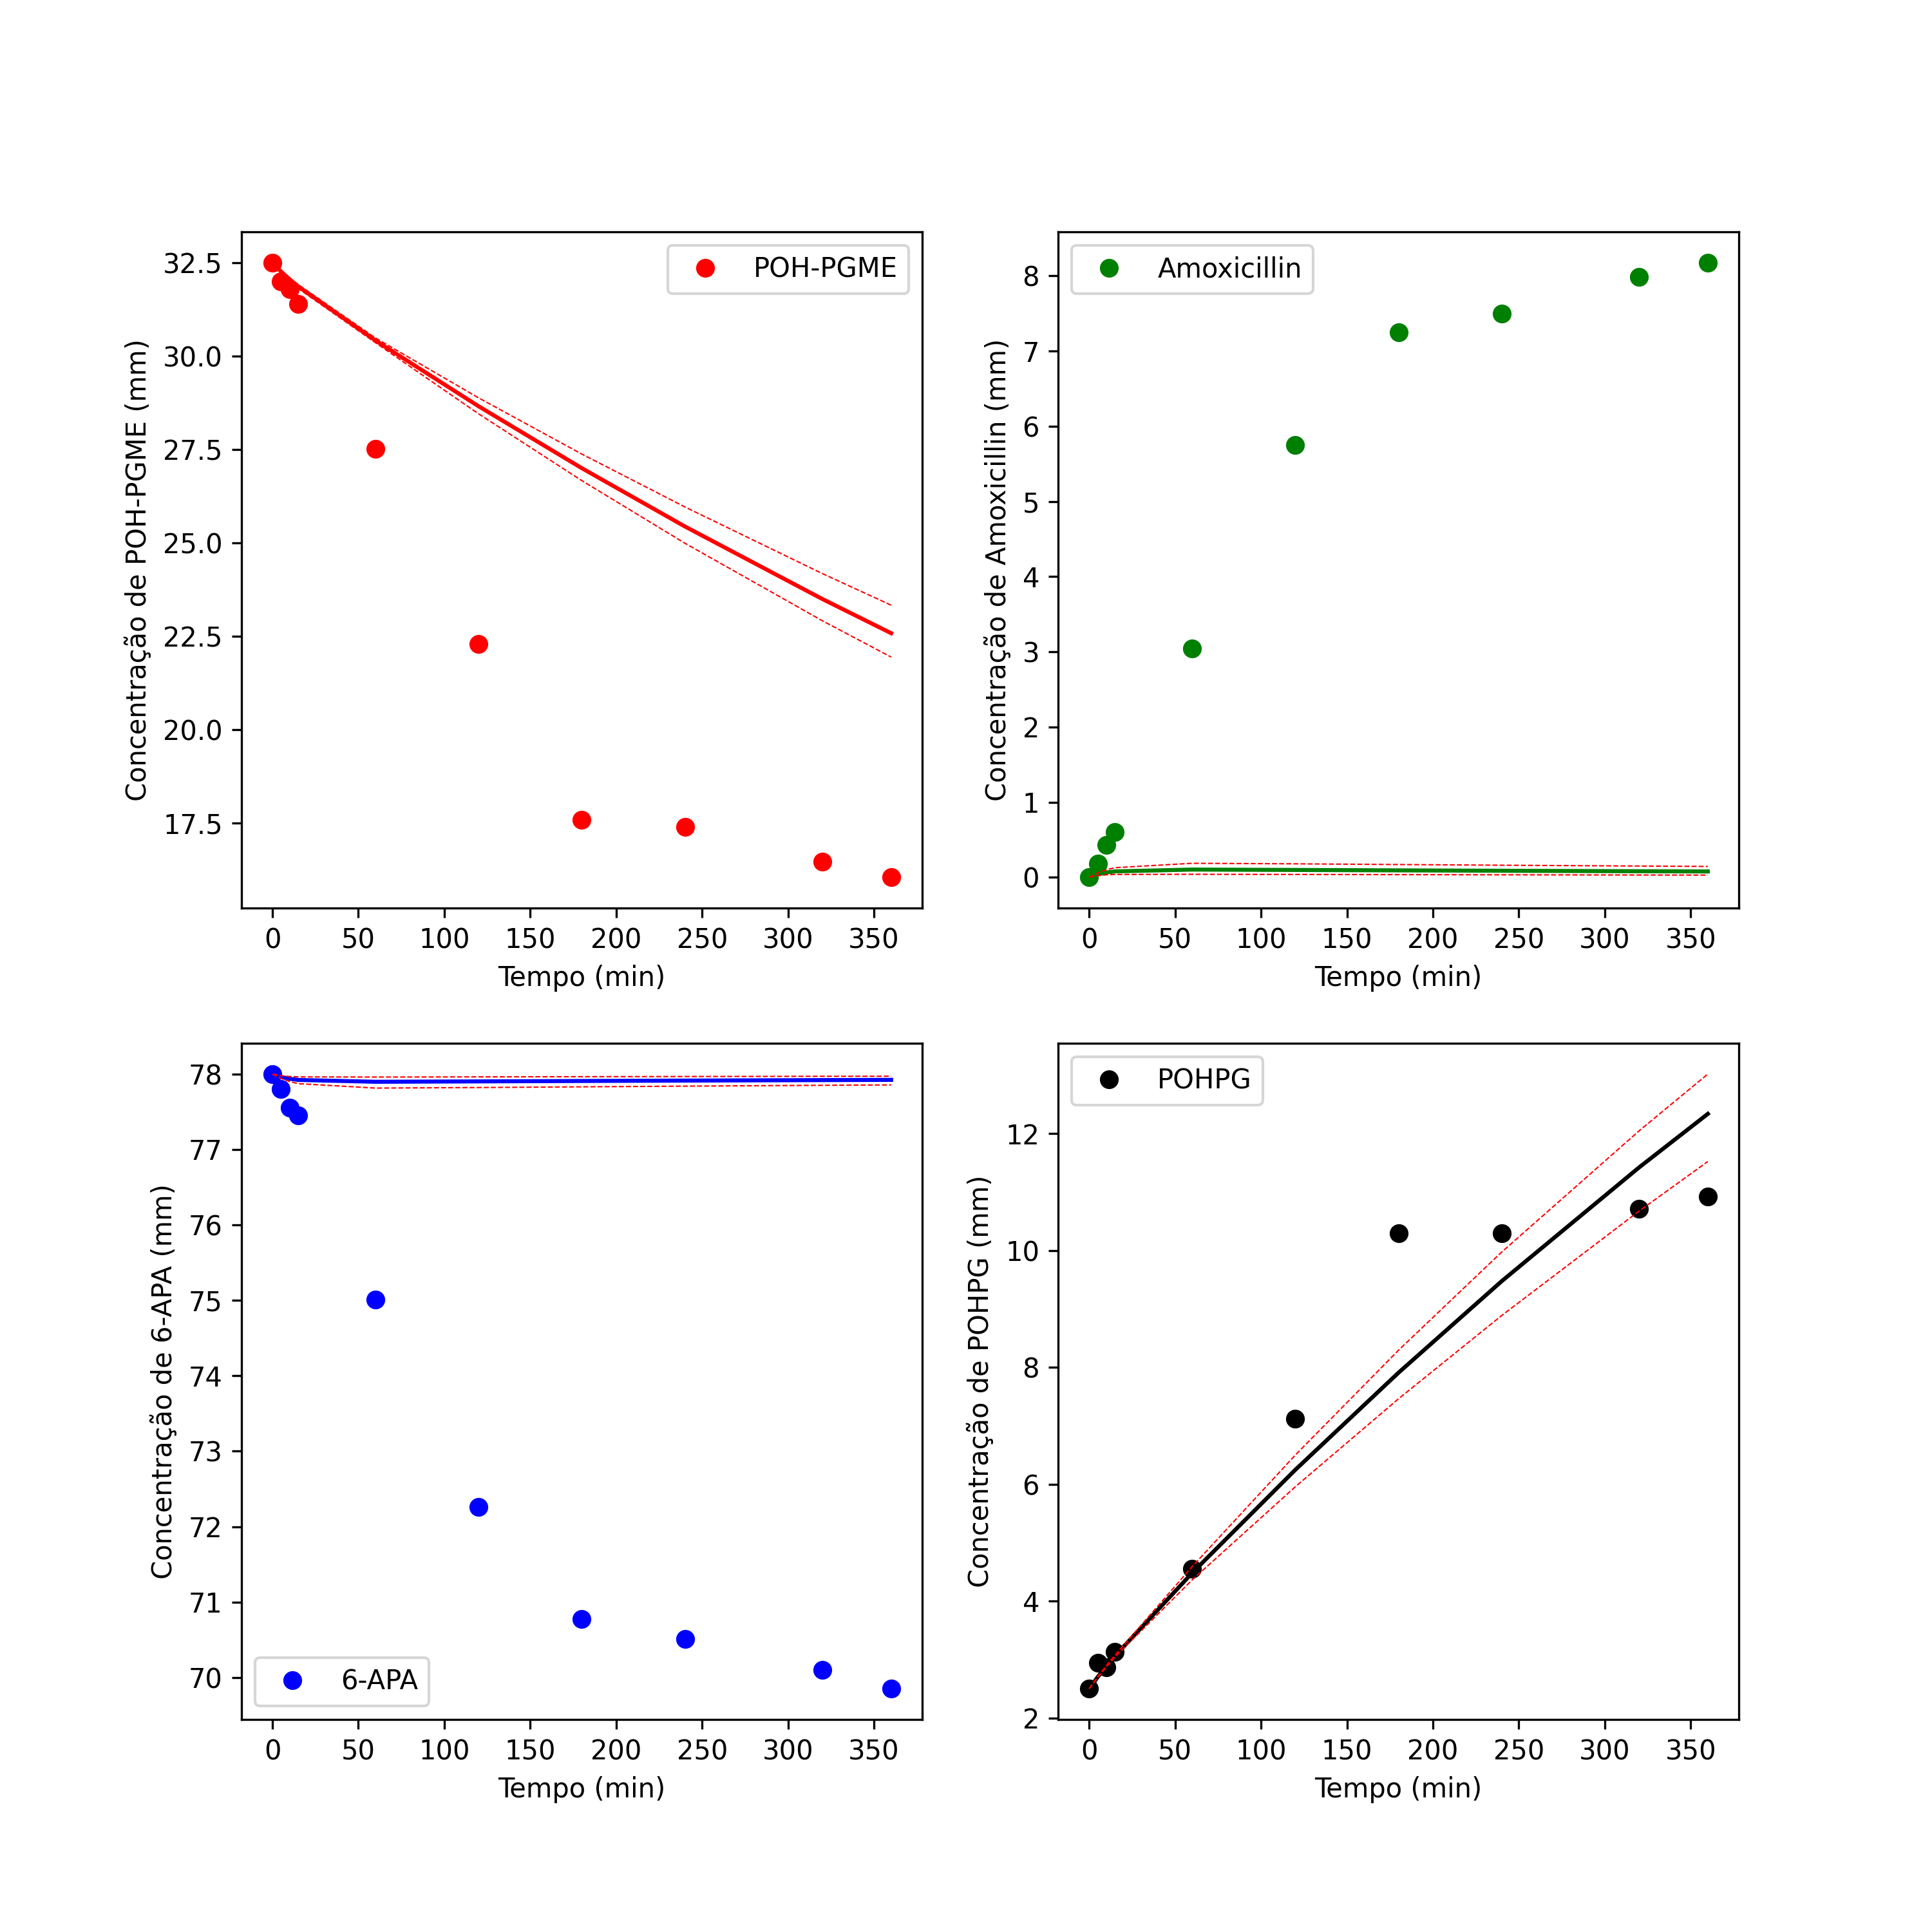 Concentração de POH-PGME (mm)
32.5
30.0
27.5
25.0
22.5
20.0
17.5
POH-PGME
0 50 100 150 200 250 300 350
Tempo (min)
Concentração de Amoxicillin (mm)
8
7
6
5
4
3
2
1
0
Amoxicillin
0 50 100 150 200 250 300 350
Tempo (min)
Concentração de 6-APA (mm)
78
77
76
75
74
73
72
71
70
6-APA
0 50 100 150 200 250 300 350
Tempo (min)
Concentração de POHPG (mm)
12
10
8
6
4
2
POHPG
0 50 100 150 200 250 300 350
Tempo (min)